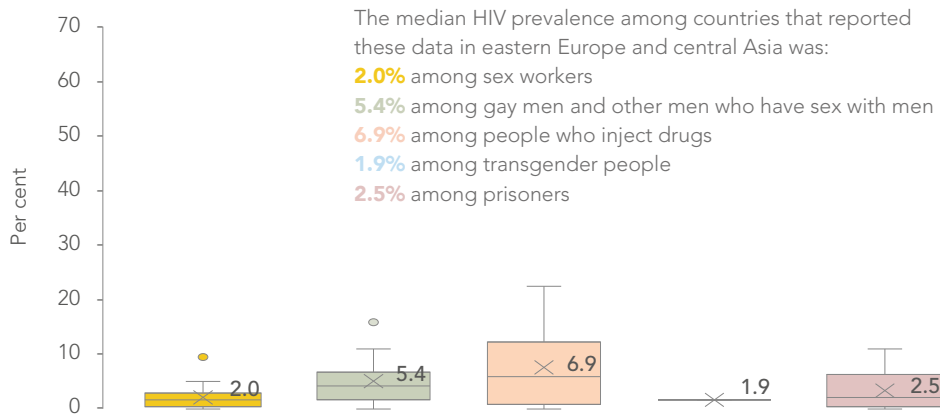 The median HIV prevalence among countries that reported
these data in eastern Europe and central Asia was:
2.0% among sex workers
5.4% among gay men and other men who have sex with men
6.9% among people who inject drugs
1.9% among transgender people
2.5% among prisoners
Per cent
70
60
50
40
30
20
10
0
2.0
5.4
6.9
1.9
2.5